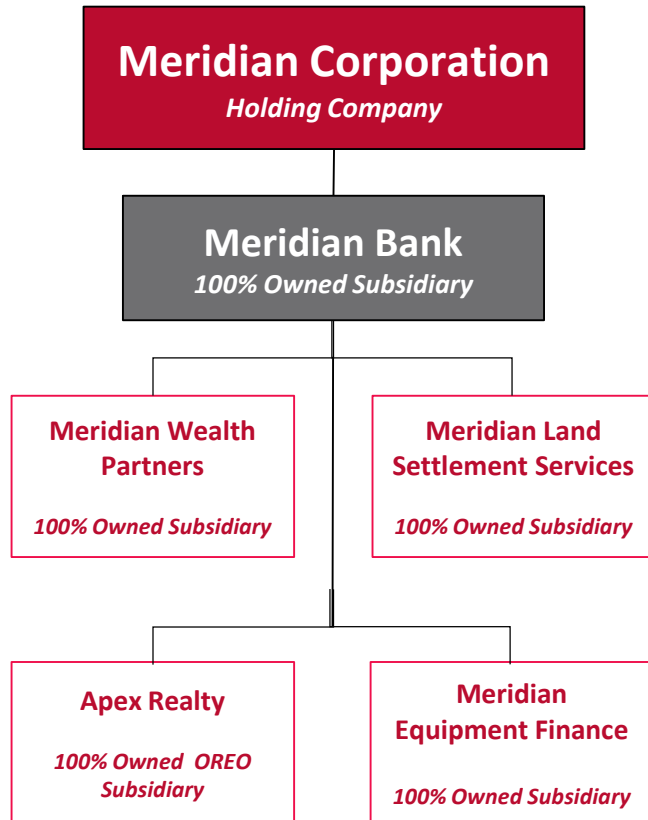 Meridian Corporation
Holding Company
Meridian Bank
100% Owned Subsidiary
Meridian Wealth
Partners
100% Owned Subsidiary
Meridian Land
Settlement Services
100% Owned Subsidiary
Apex Realty
100% Owned OREO
Subsidiary
Meridian
Equipment Finance
100% Owned Subsidiary